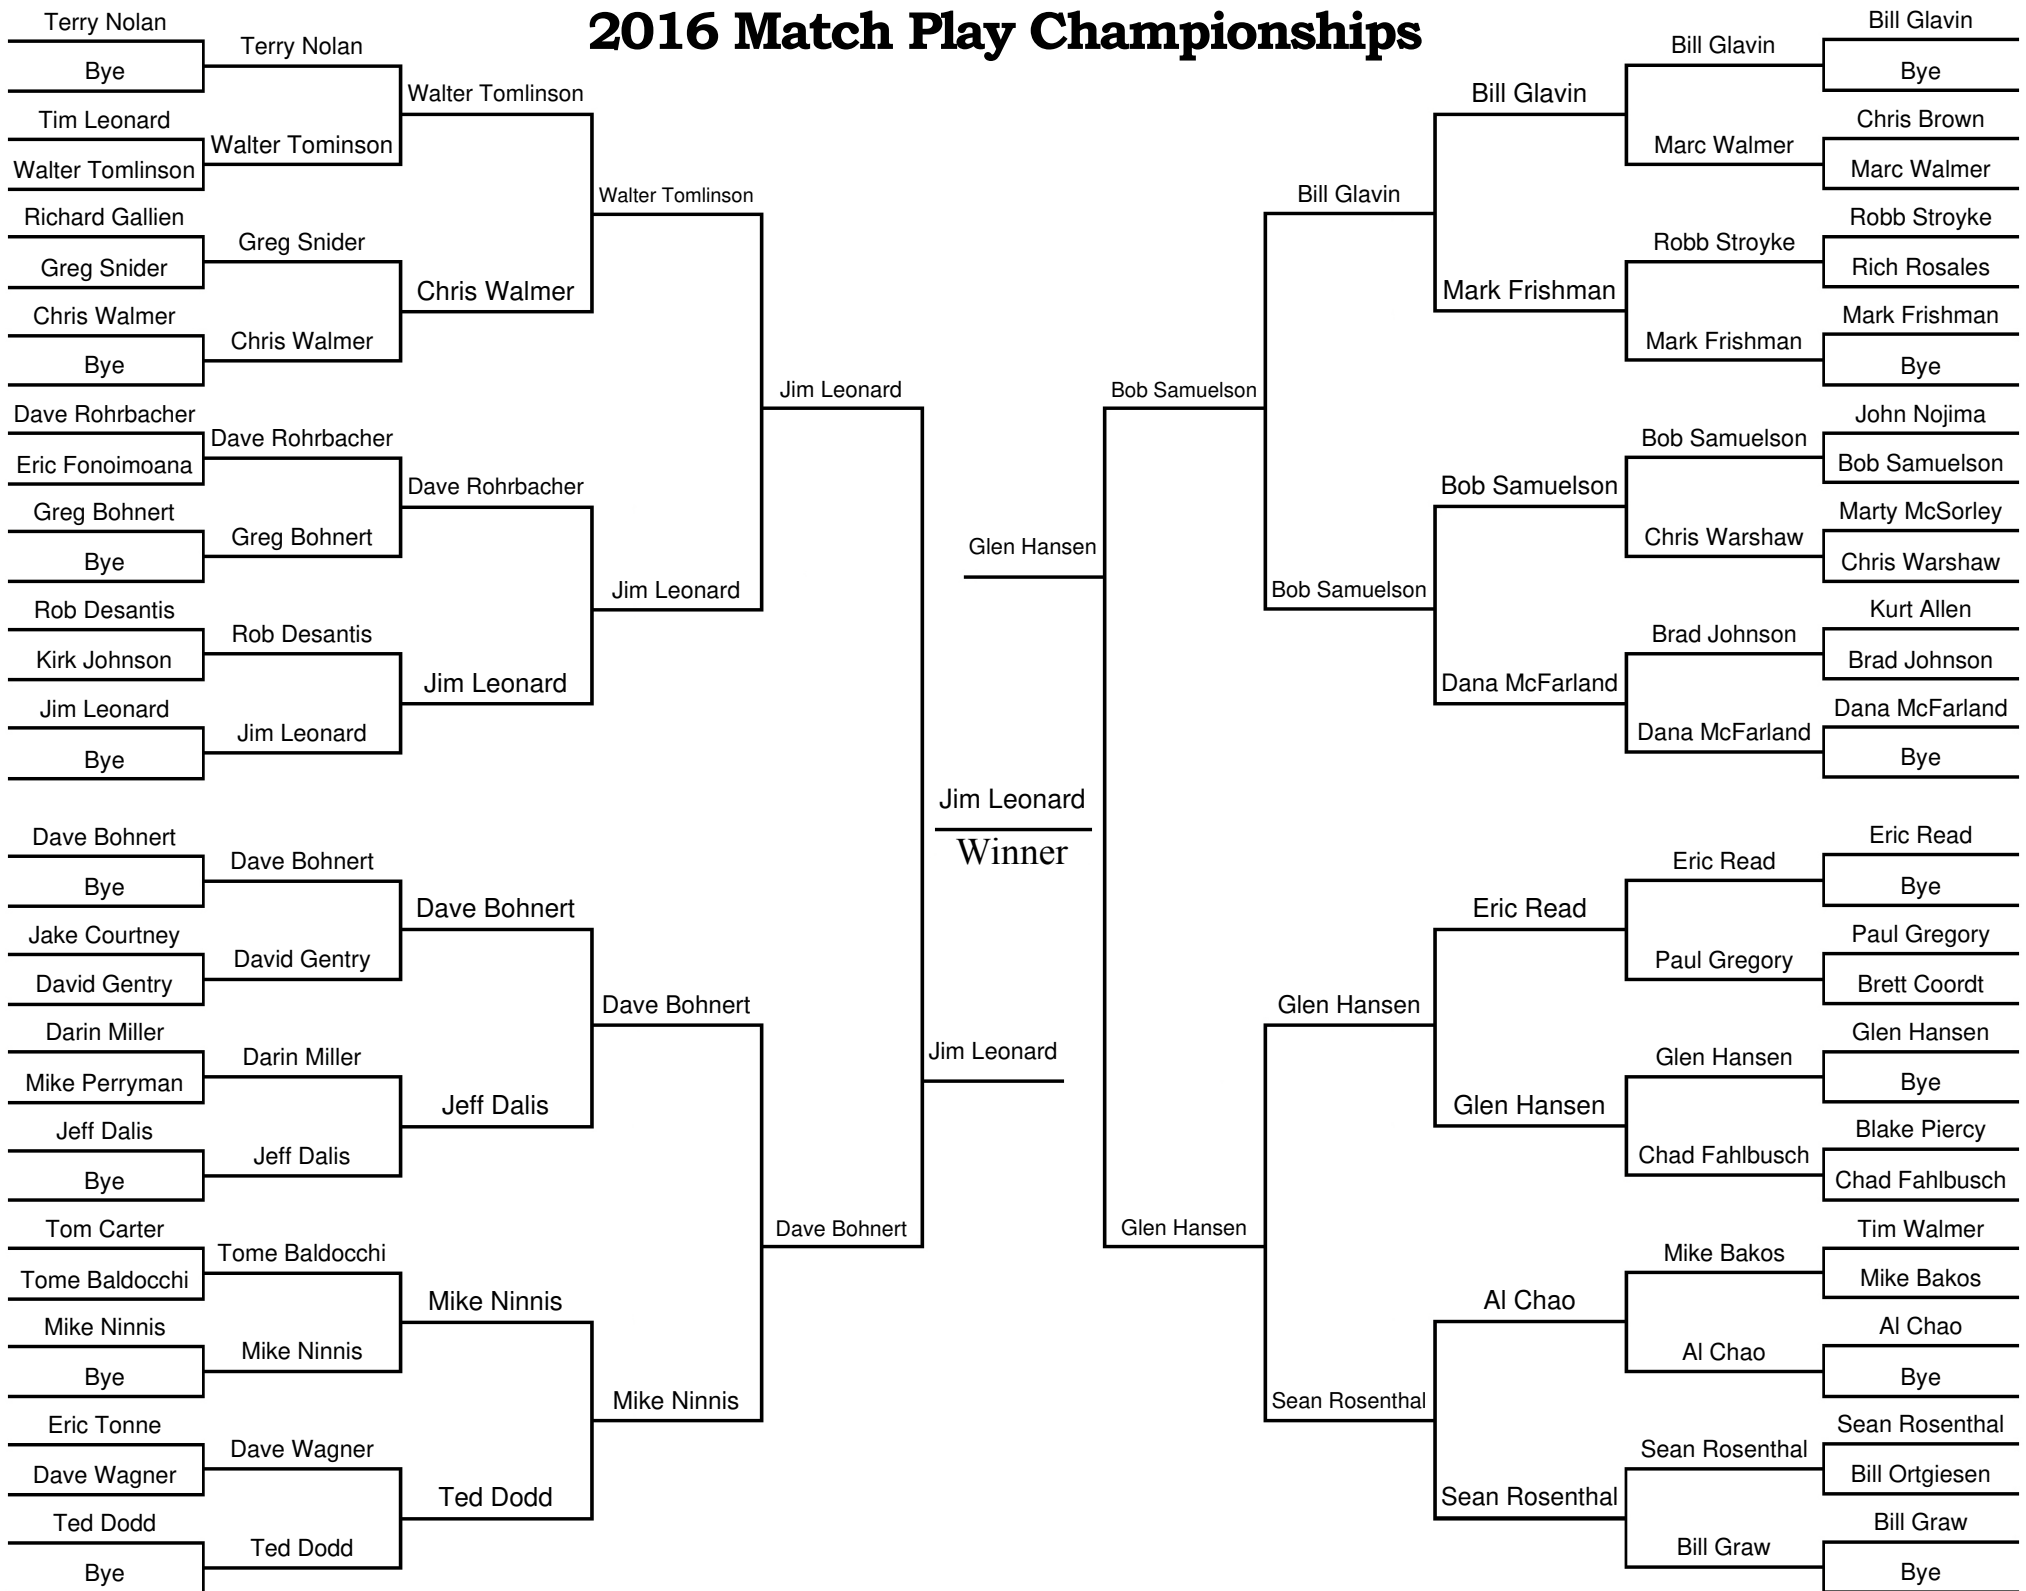 2016 Match Play Championships
Terry Nolan
Bye
Tim Leonard
Walter Tomlinson
Richard Gallien
Greg Snider
Chris Walmer
Bye
Dave Rohrbacher
Eric Fonoimoana
Greg Bohnert
Bye
Rob Desantis
Kirk Johnson
Jim Leonard
Bye
Dave Bohnert
Bye
Jake Courtney
David Gentry
Darin Miller
Mike Perryman
Jeff Dalis
Bye
Tom Carter
Tome Baldocchi
Mike Ninnis
Bye
Eric Tonne
Dave Wagner
Ted Dodd
Bye
Terry Nolan
Walter Tominson
Greg Snider
Chris Walmer
Dave Rohrbacher
Greg Bohnert
Rob Desantis
Jim Leonard
Dave Bohnert
David Gentry
Darin Miller
Jeff Dalis
Tome Baldocchi
Mike Ninnis
Dave Wagner
Ted Dodd
Walter Tomlinson
Chris Walmer
Dave Rohrbacher
Jim Leonard
Dave Bohnert
Jeff Dalis
Mike Ninnis
Ted Dodd
Walter Tomlinson
Jim Leonard
Dave Bohnert
Mike Ninnis
Jim Leonard
Dave Bohnert
Glen Hansen
Jim Leonard
Winner
Jim Leonard
Bob Samuelson
Glen Hansen
Bill Glavin
Bob Samuelson
Glen Hansen
Sean Rosenthal
Bill Glavin
Mark Frishman
Bob Samuelson
Dana McFarland
Eric Read
Glen Hansen
Al Chao
Sean Rosenthal
Bill Glavin
Marc Walmer
Robb Stroyke
Mark Frishman
Bob Samuelson
Chris Warshaw
Brad Johnson
Dana McFarland
Eric Read
Paul Gregory
Glen Hansen
Chad Fahlbusch
Mike Bakos
Al Chao
Sean Rosenthal
Bill Graw
Bill Glavin
Bye
Chris Brown
Marc Walmer
Robb Stroyke
Rich Rosales
Mark Frishman
Bye
John Nojima
Bob Samuelson
Marty McSorley
Chris Warshaw
Kurt Allen
Brad Johnson
Dana McFarland
Bye
Eric Read
Bye
Paul Gregory
Brett Coordt
Glen Hansen
Bye
Blake Piercy
Chad Fahlbusch
Tim Walmer
Mike Bakos
Al Chao
Bye
Sean Rosenthal
Bill Ortgiesen
Bill Graw
Bye